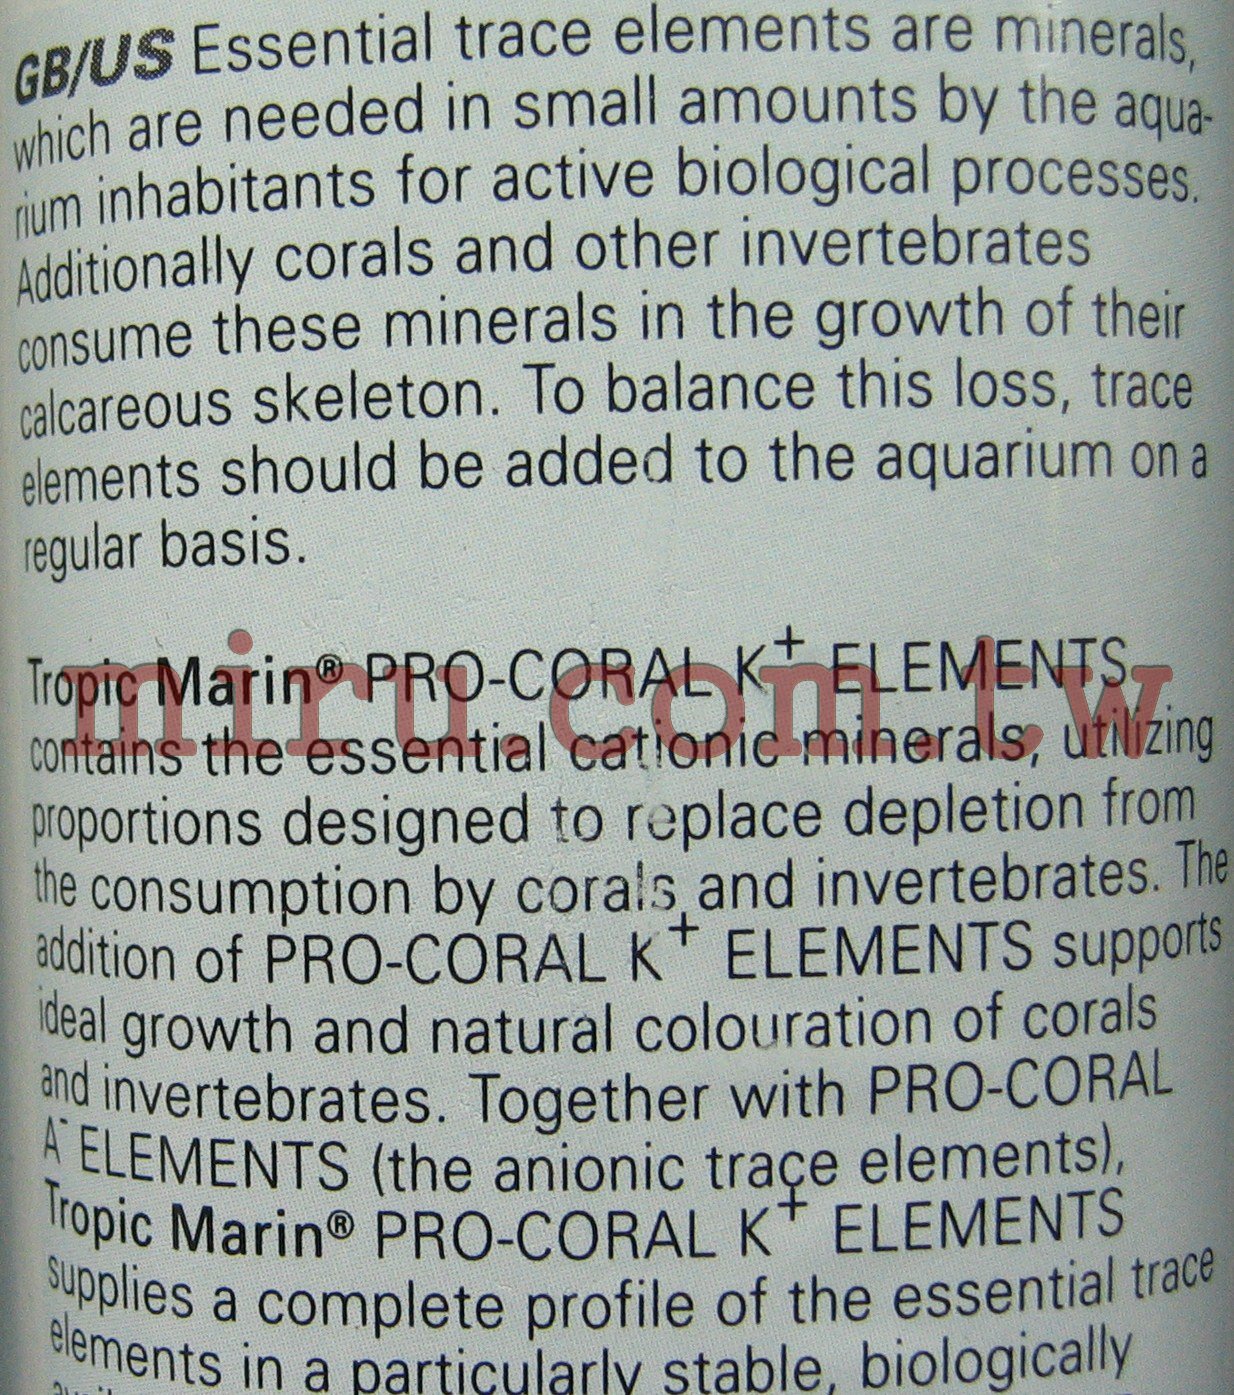 GB/US Essential trace elements are minerals,
which are needed in small amounts by the aqua-
rium inhabitants for active biological processes.
Additionally corals and other invertebrates
consume these minerals in the growth of their
calcareous skeleton. To balance this loss, trace
elements should be added to the aquarium on a
regular basis.
Tropic Marin® PRO-CORAL K⁺ ELEMENTS
miru.com.tw
contains the essential cationic minerals, utilizing
proportions designed to replace depletion from
the consumption by corals and invertebrates. The
addition of PRO-CORAL K⁺ ELEMENTS supports
ideal growth and natural colouration of corals
and invertebrates. Together with PRO-CORAL
A⁻ ELEMENTS (the anionic trace elements),
Tropic Marin® PRO-CORAL K⁺ ELEMENTS
supplies a complete profile of the essential trace
elements in a particularly stable, biologically